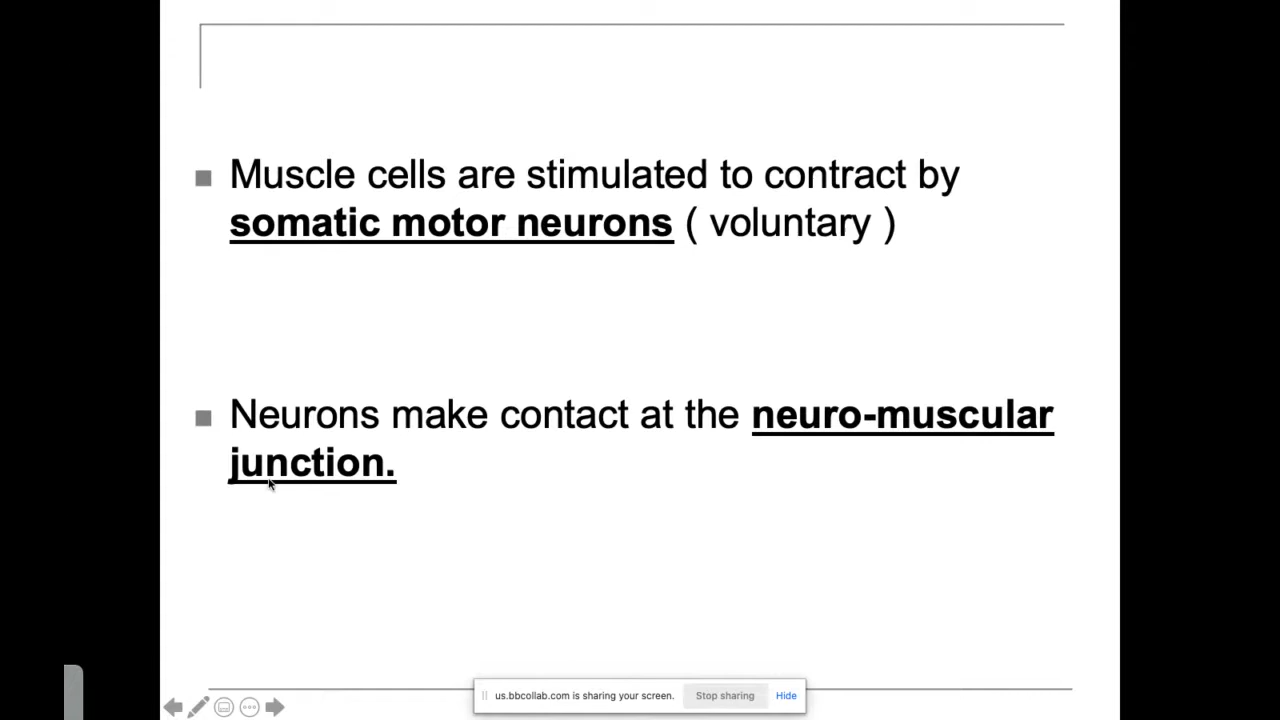 Muscle cells are stimulated to contract by
somatic motor neurons ( voluntary )
Neurons make contact at the neuro-muscular
junction.
us.bbcollab.com is sharing your screen. Stop sharing Hide